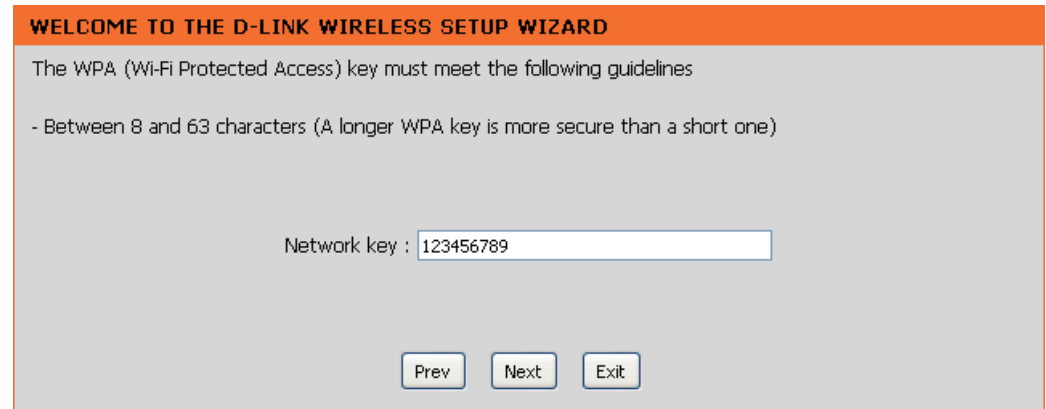 WELCOME TO THE D-LINK WIRELESS SETUP WIZARD
The WPA (Wi-Fi Protected Access) key must meet the following guidelines
- Between 8 and 63 characters (A longer WPA key is more secure than a short one)
Network key : 123456789
Prev Next Exit